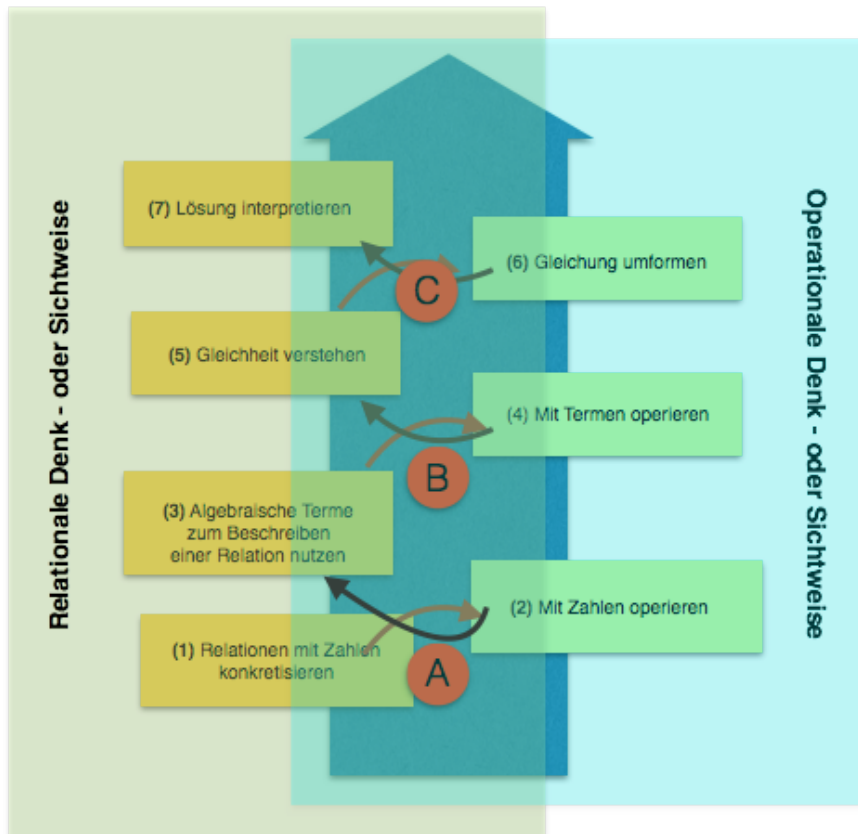 Relationale Denk - oder Sichtweise
Operationale Denk - oder Sichtweise
(7) Lösung interpretieren
(6) Gleichung umformen
C
(5) Gleichheit verstehen
(4) Mit Termen operieren
B
(3) Algebraische Terme
zum Beschreiben
einer Relation nutzen
(2) Mit Zahlen operieren
(1) Relationen mit Zahlen
konkretisieren
A